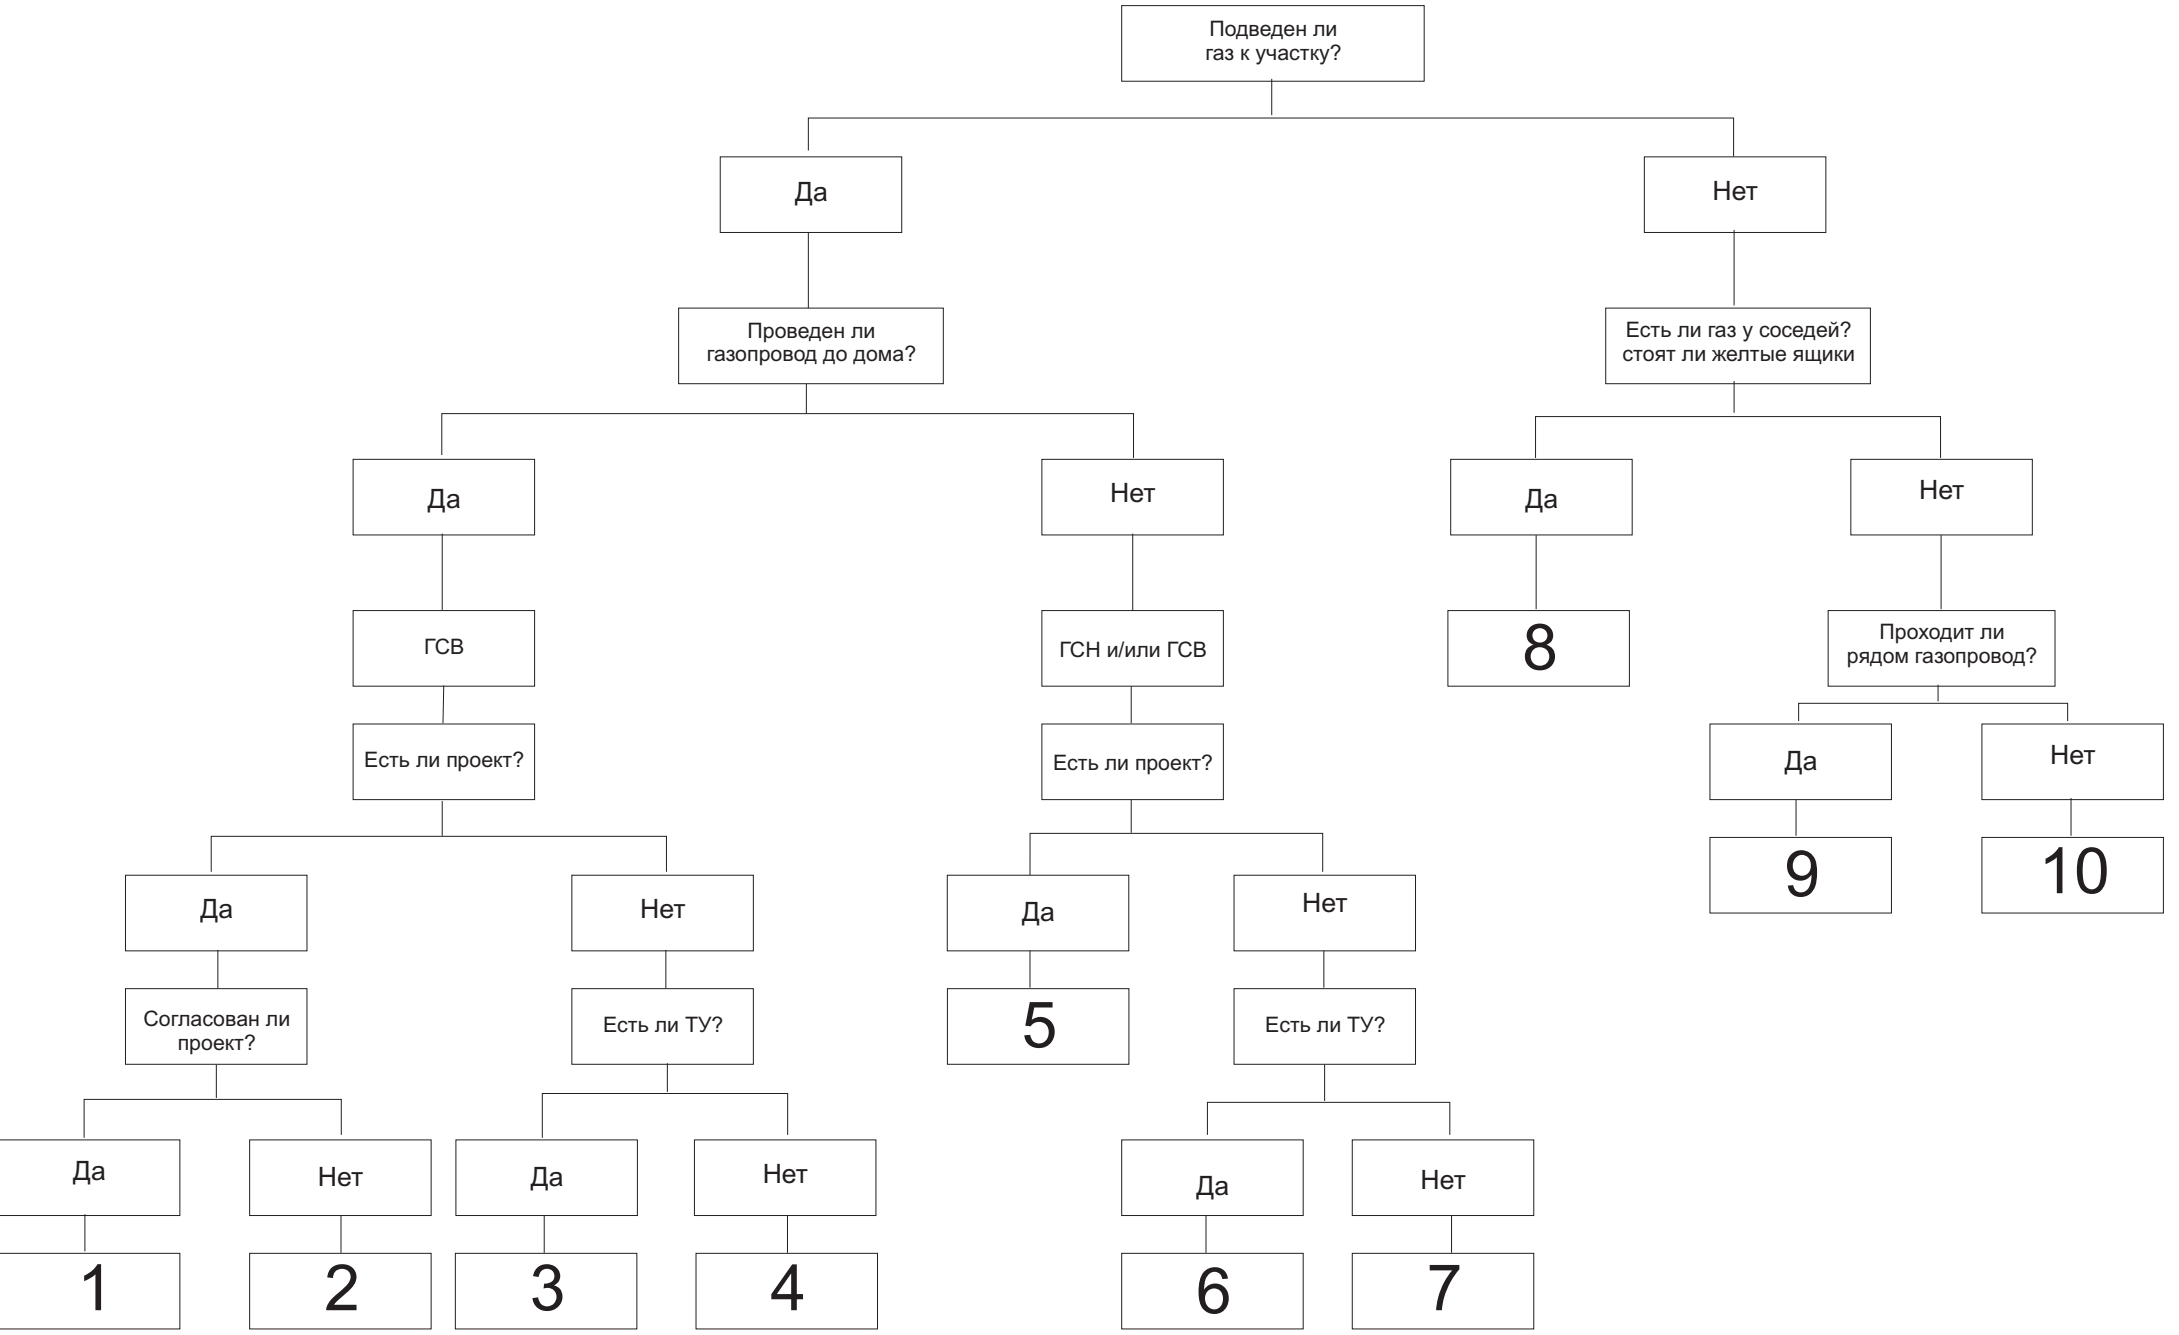 Подведен ли
газ к участку?
Да
Нет
Проведен ли
газопровод до дома?
Есть ли газ у соседей?
стоят ли желтые ящики
Да
Нет
Да
Нет
ГСВ
ГСН и/или ГСВ
8
Проходит ли
рядом газопровод?
Есть ли проект?
Есть ли проект?
Да
Нет
9
10
Да
Нет
Да
Нет
Согласован ли
проект?
Есть ли ТУ?
5
Есть ли ТУ?
Да
Нет
Да
Нет
Да
Нет
1
2
3
4
6
7